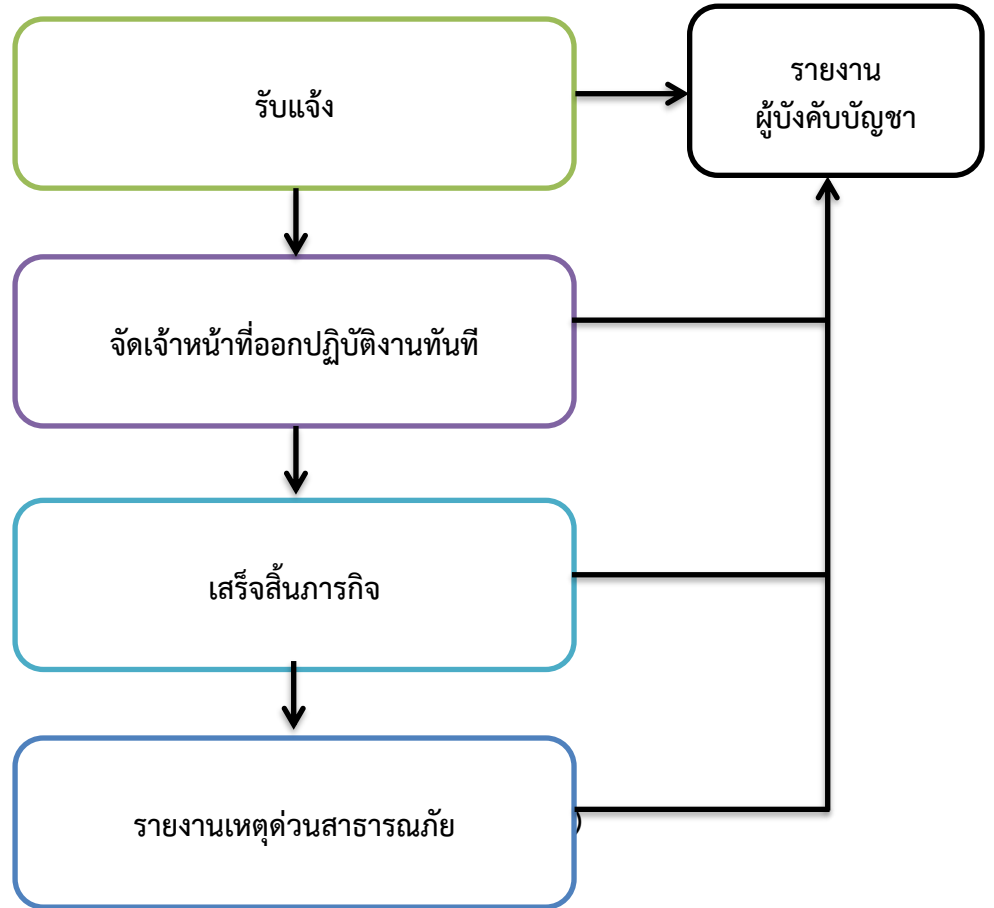 รับแจ้ง
รายงาน
ผู้บังคับบัญชา
จัดเจ้าหน้าที่ออกปฏิบัติงานทันที
เสร็จสิ้นภารกิจ
รายงานเหตุด่วนสาธารณภัย
)